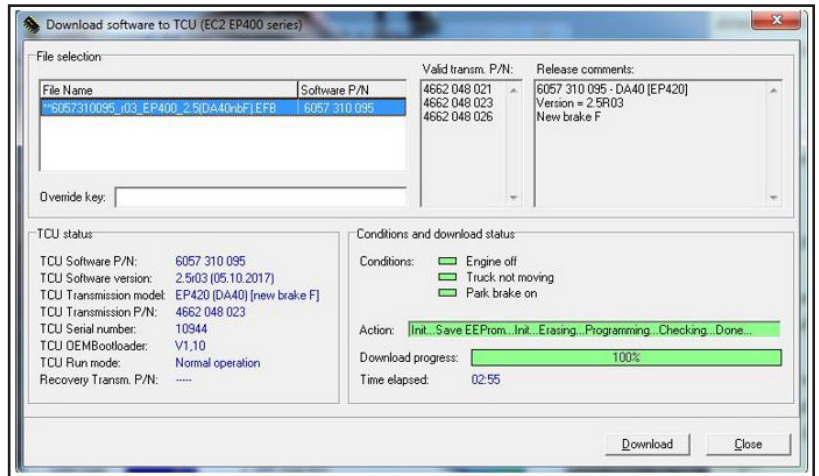 Download software to TCU (EC2 EP400 series)
File selection
Valid transm. P/N:
Release comments:
File Name
Software P/N
**6057310095_r03_EP400_2.5(DA40nbF).EFB
6057 310 095
4662 048 021
4662 048 023
4662 048 026
6057 310 095 - DA40 [EP420]
Version = 2.5R03
New brake F
Override key:
TCU status
TCU Software P/N: 6057 310 095
TCU Software version: 2.5r03 (05.10.2017)
TCU Transmission model: EP420 (DA40) [new brake F]
TCU Transmission P/N: 4662 048 023
TCU Serial number: 10944
TCU OEMBootloader: V1,10
TCU Run mode: Normal operation
Recovery Transm. P/N: -----
Conditions and download status
Conditions: Engine off
Truck not moving
Park brake on
Action: Init...Save EEProm...Init...Erasing...Programming...Checking...Done...
Download progress: 100%
Time elapsed: 02:55
Download
Close